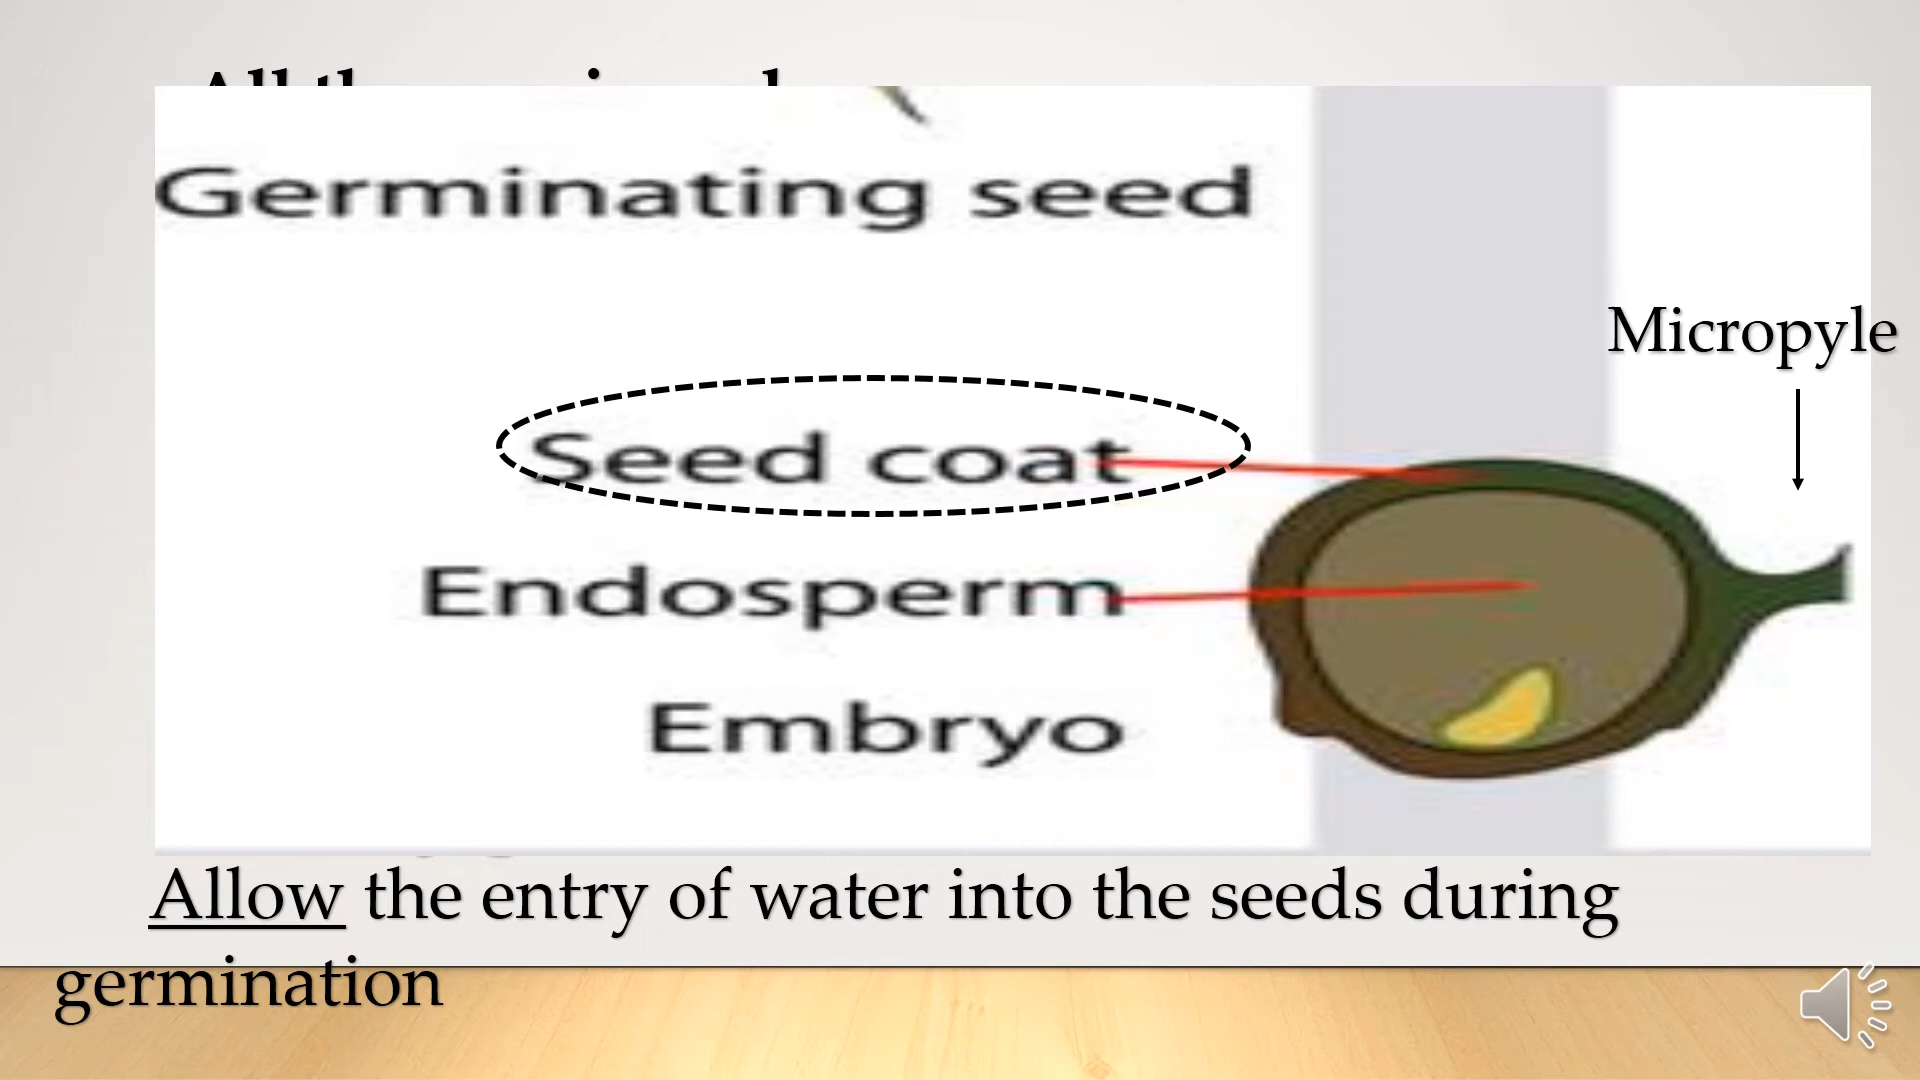 Germinating seed
Micropyle
Seed coat
Endosperm
Embryo
Allow the entry of water into the seeds during
germination